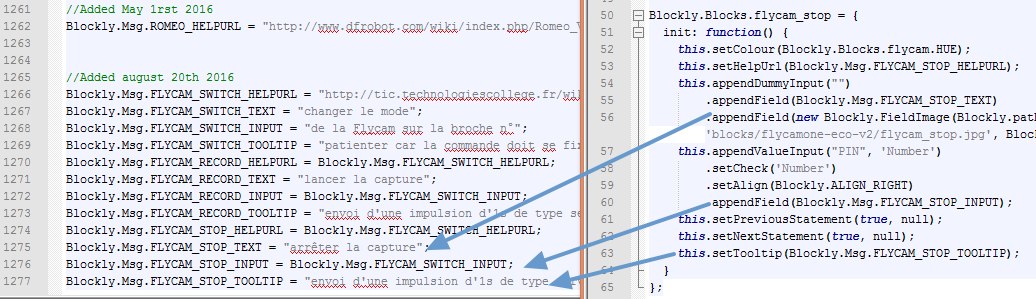 1261 //Added May 1rst 2016
1262 Blockly.Msg.ROMEO_HELPURL = "http://www.dfrobot.com/wiki/index.php/Romeo_
1263
1264
1265 //Added august 20th 2016
1266 Blockly.Msg.FLYCAM_SWITCH_HELPURL = "http://tic.technologiescollege.fr/wi
1267 Blockly.Msg.FLYCAM_SWITCH_TEXT = "changer le mode";
1268 Blockly.Msg.FLYCAM_SWITCH_INPUT = "de la Flycam sur la broche n°";
1269 Blockly.Msg.FLYCAM_SWITCH_TOOLTIP = "patienter car la commande doit se fi
1270 Blockly.Msg.FLYCAM_RECORD_HELPURL = Blockly.Msg.FLYCAM_SWITCH_HELPURL;
1271 Blockly.Msg.FLYCAM_RECORD_TEXT = "lancer la capture";
1272 Blockly.Msg.FLYCAM_RECORD_INPUT = Blockly.Msg.FLYCAM_SWITCH_INPUT;
1273 Blockly.Msg.FLYCAM_RECORD_TOOLTIP = "envoi d'une impulsion d'1s de type se
1274 Blockly.Msg.FLYCAM_STOP_HELPURL = Blockly.Msg.FLYCAM_SWITCH_HELPURL;
1275 Blockly.Msg.FLYCAM_STOP_TEXT = "arrêter la capture";
1276 Blockly.Msg.FLYCAM_STOP_INPUT = Blockly.Msg.FLYCAM_SWITCH_INPUT;
1277 Blockly.Msg.FLYCAM_STOP_TOOLTIP = "envoi d'une impulsion d'1s de type
50 Blockly.Blocks.flycam_stop = {
51 init: function() {
52 this.setColour(Blockly.Blocks.flycam.HUE);
53 this.setHelpUrl(Blockly.Msg.FLYCAM_STOP_HELPURL);
54 this.appendDummyInput("")
55 .appendField(Blockly.Msg.FLYCAM_STOP_TEXT)
56 .appendField(new Blockly.FieldImage(Blockly.pat
'blocks/flycamone-eco-v2/flycam_stop.jpg', Block
57 this.appendValueInput("PIN", 'Number')
58 .setCheck('Number')
59 .setAlign(Blockly.ALIGN_RIGHT)
60 .appendField(Blockly.Msg.FLYCAM_STOP_INPUT);
61 this.setPreviousStatement(true, null);
62 this.setNextStatement(true, null);
63 this.setTooltip(Blockly.Msg.FLYCAM_STOP_TOOLTIP);
64 }
65 };